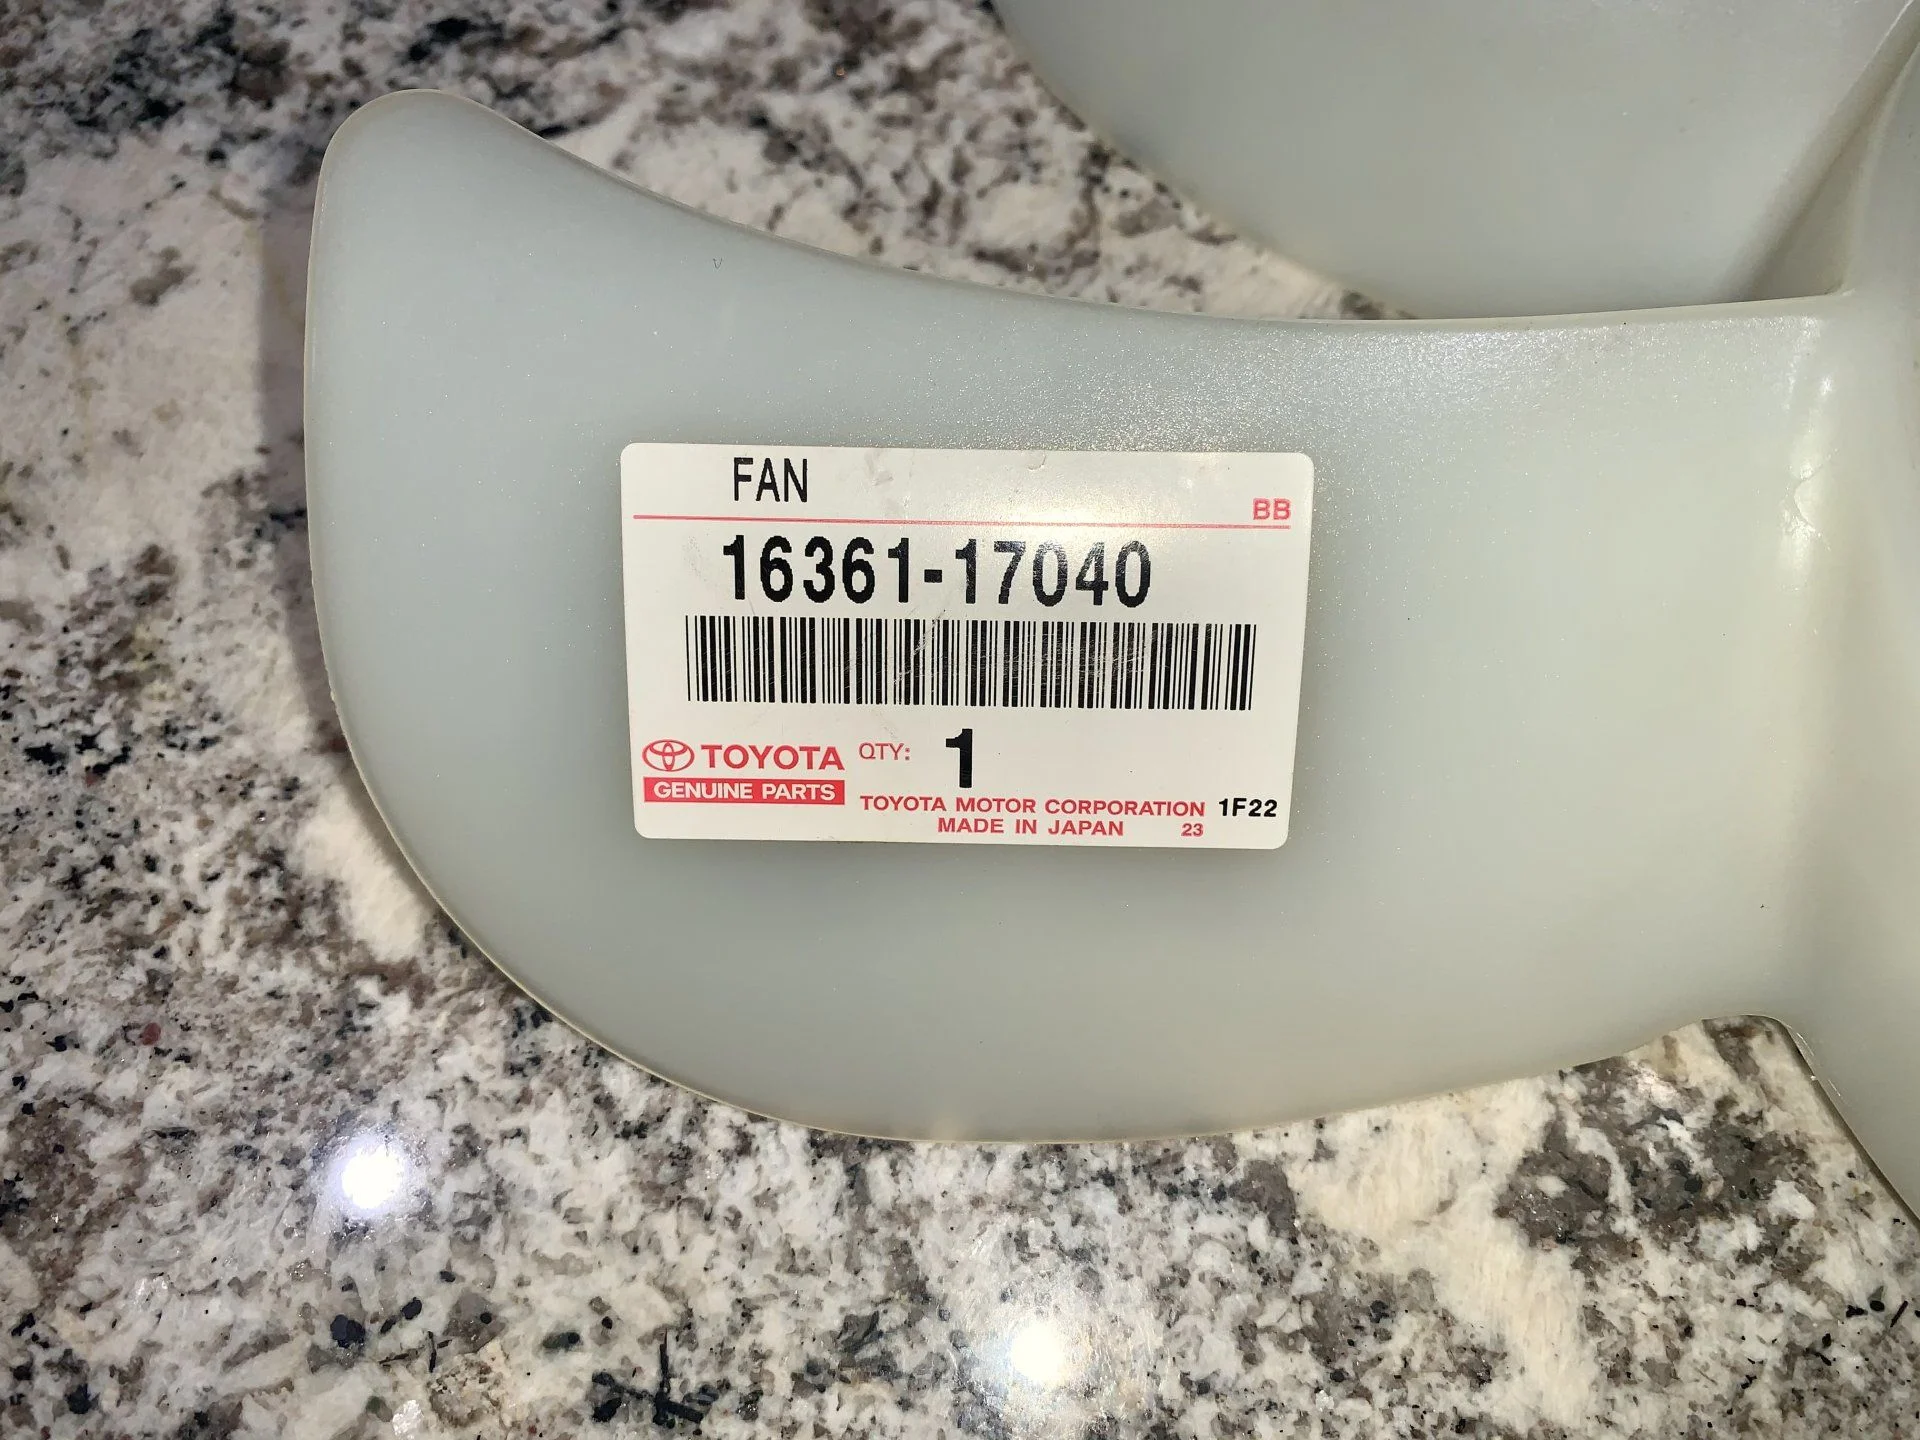 FAN
BB
16361-17040
TOYOTA QTY: 1
GENUINE PARTS
TOYOTA MOTOR CORPORATION 1F22
MADE IN JAPAN 23